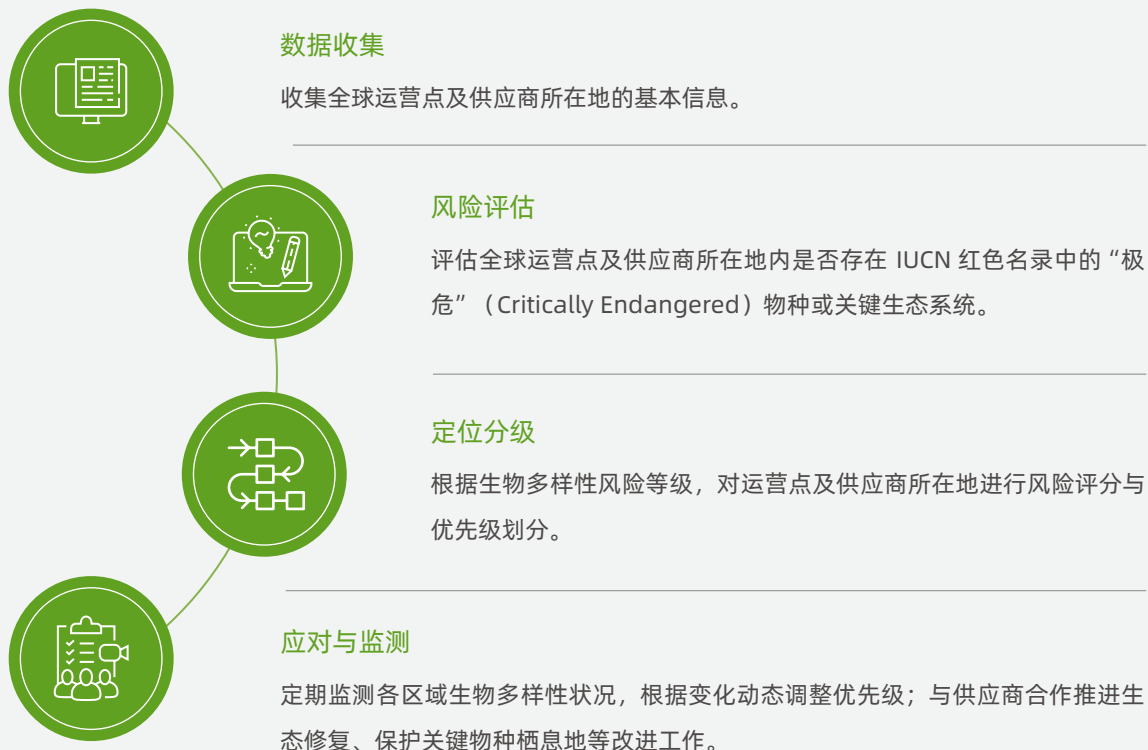 数据收集
收集全球运营点及供应商所在地的基本信息。
风险评估
评估全球运营点及供应商所在地内是否存在 IUCN 红色名录中的“极
危”（Critically Endangered）物种或关键生态系统。
定位分级
根据生物多样性风险等级，对运营点及供应商所在地进行风险评分与
优先级划分。
应对与监测
定期监测各区域生物多样性状况，根据变化动态调整优先级；与供应商合作推进生
态修复、保护关键物种栖息地等改进工作。